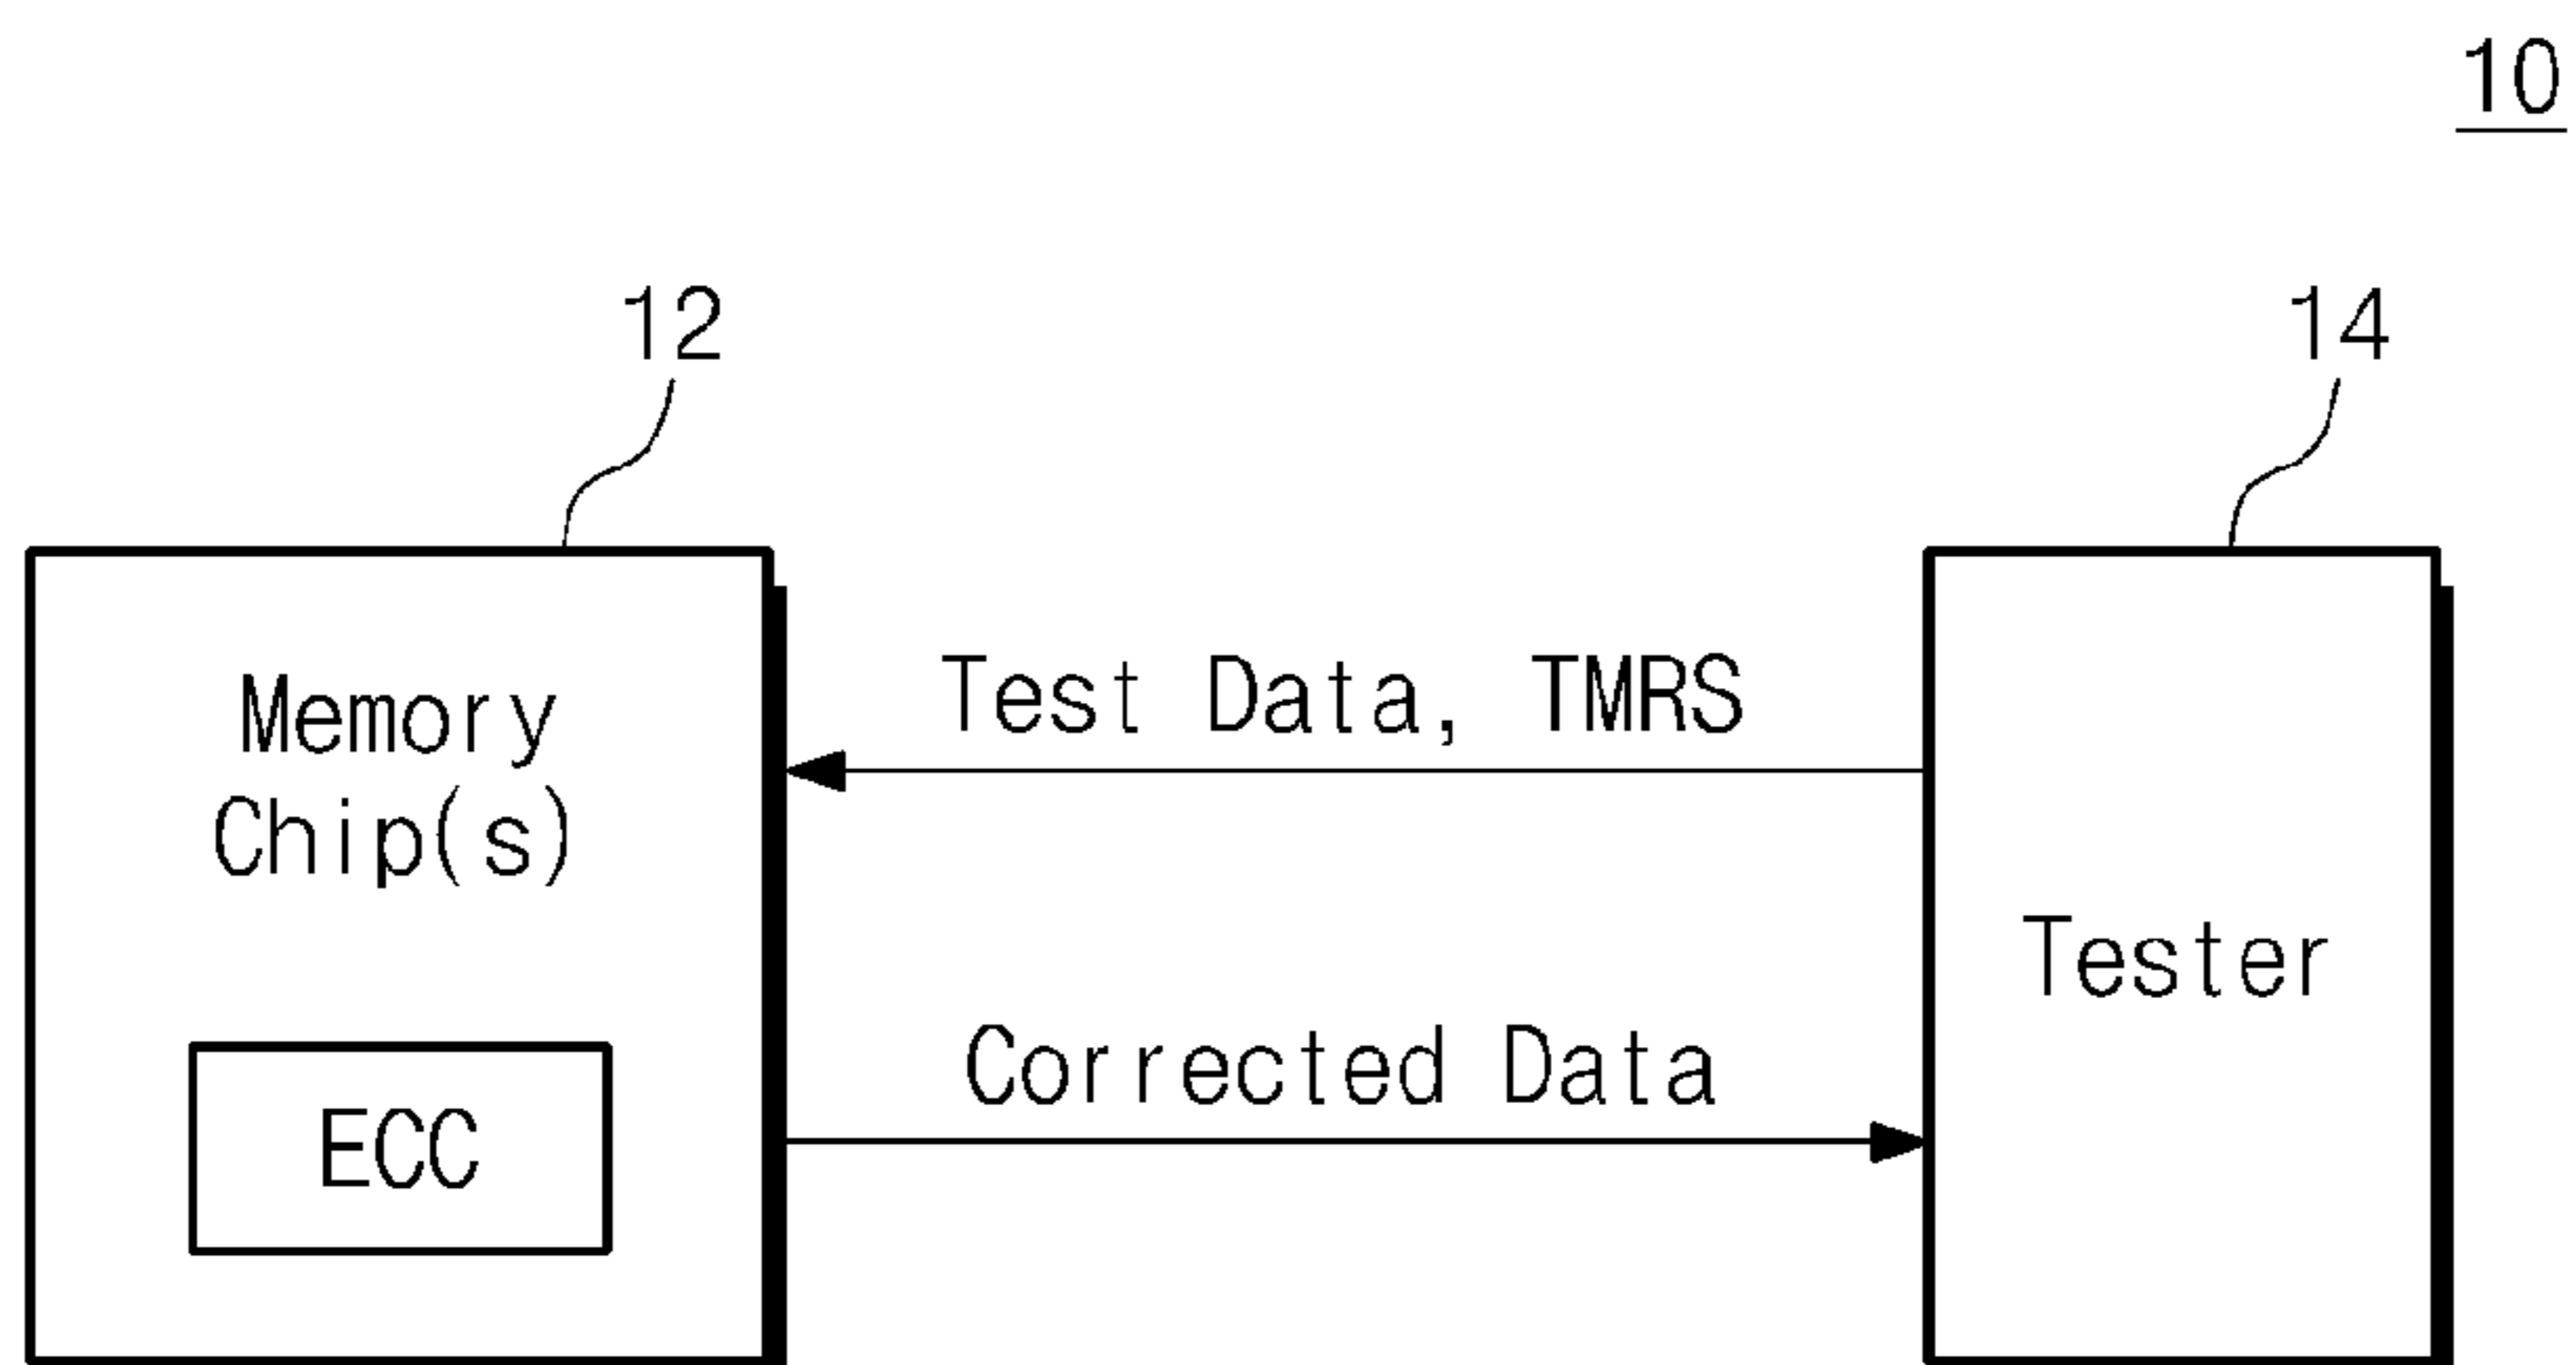 10
12
14
Memory
Chip(s)
Test Data, TMRS
Tester
Corrected Data
ECC